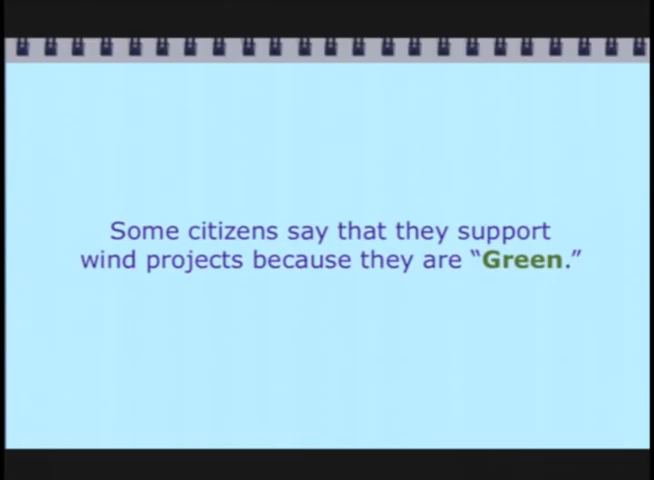 Some citizens say that they support
wind projects because they are “Green.”